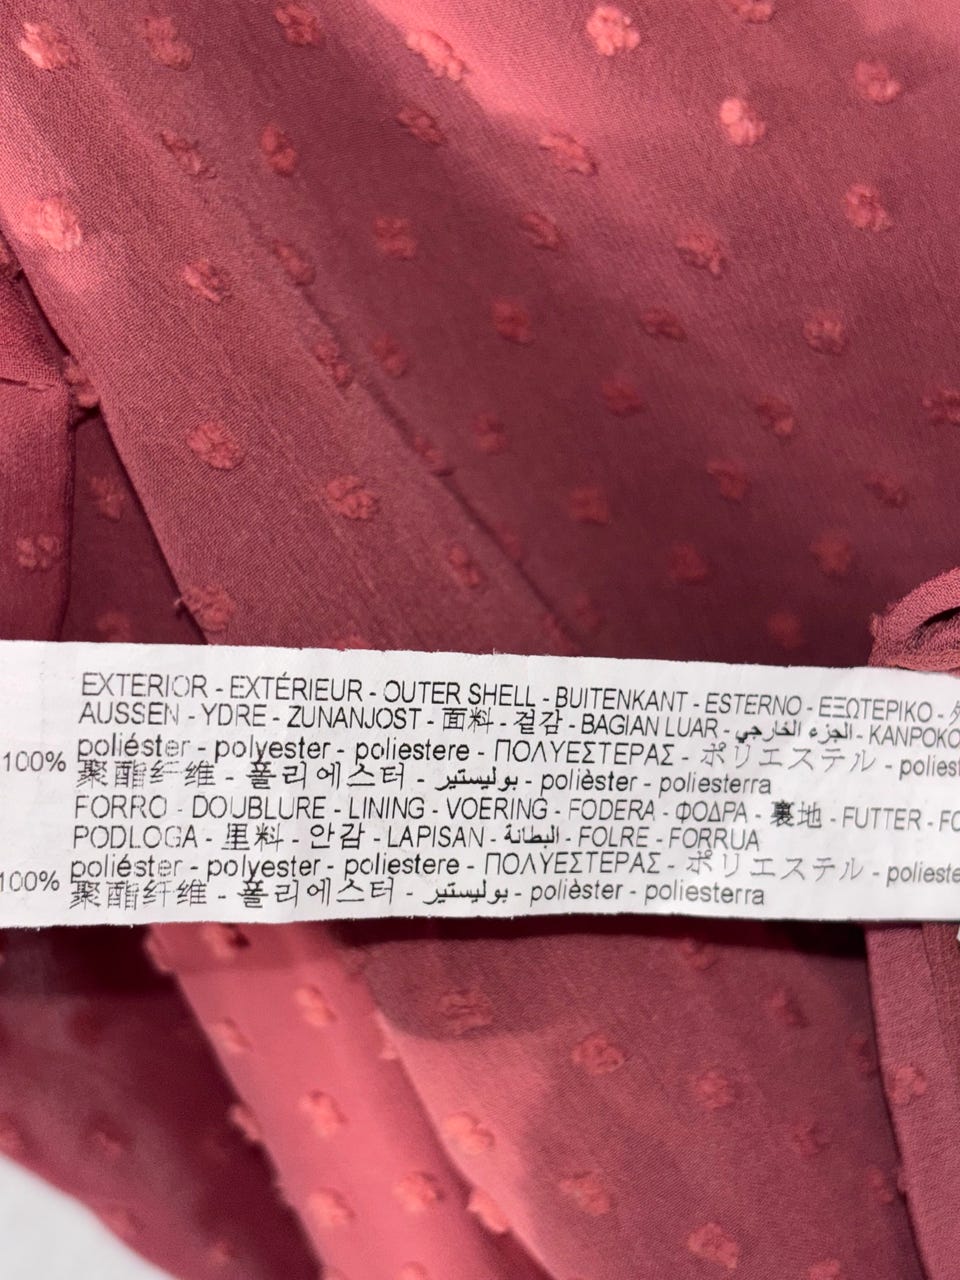 EXTERIOR - EXTÉRIEUR - OUTER SHELL - BUITENKANT - ESTERNO - ΕΞΩΤΕΡΙΚΟ -
AUSSEN - YDRE - ZUNANJOST - 面料 - 겉감 - BAGIAN LUAR - الجزء الخارجي - KANPOKO
100% poliéster - polyester - poliestere - ΠΟΛΥΕΣΤΕΡΑΣ - ポリエステル - poliest
聚酯纤维 - 폴리에스터 - بوليستير - polièster - poliesterra
FORRO - DOUBLURE - LINING - VOERING - FODERA - ΦΟΔΡΑ - 裏地 - FUTTER - FO
PODLOGA - 里料 - 안감 - LAPISAN - البطانة - FOLRE - FORRUA
100% poliéster - polyester - poliestere - ΠΟΛΥΕΣΤΕΡΑΣ - ポリエステル - polieste
聚酯纤维 - 폴리에스터 - بوليستير - polièster - poliesterra